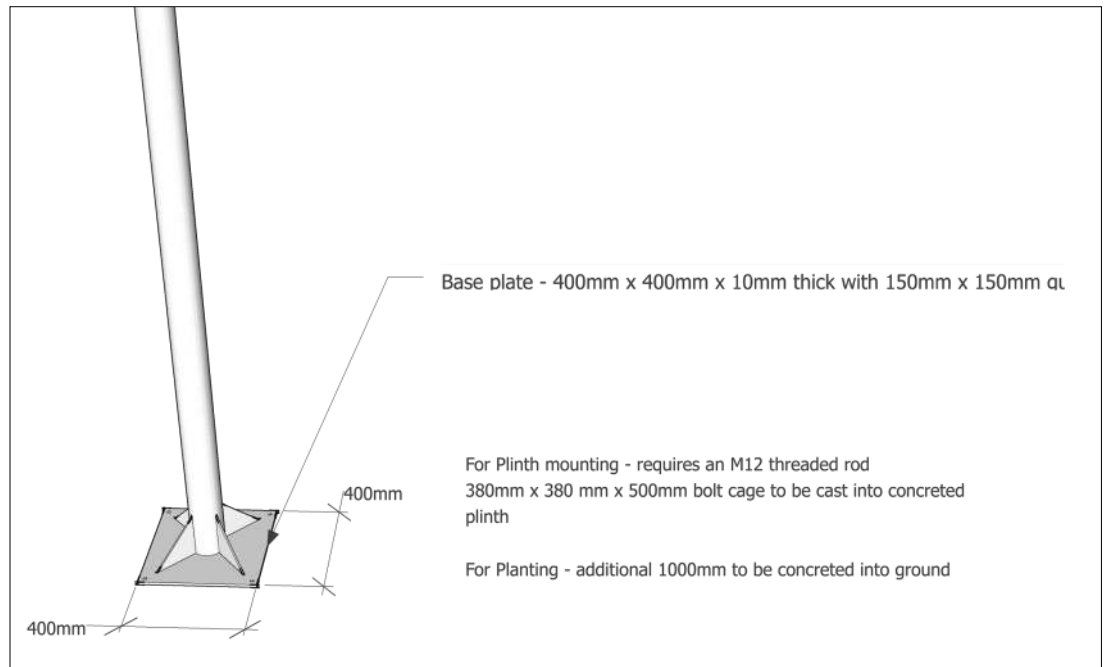 Base plate - 400mm x 400mm x 10mm thick with 150mm x 150mm
For Plinth mounting - requires an M12 threaded rod
380mm x 380 mm x 500mm bolt cage to be cast into concreted
plinth
For Planting - additional 1000mm to be concreted into ground
400mm
400mm